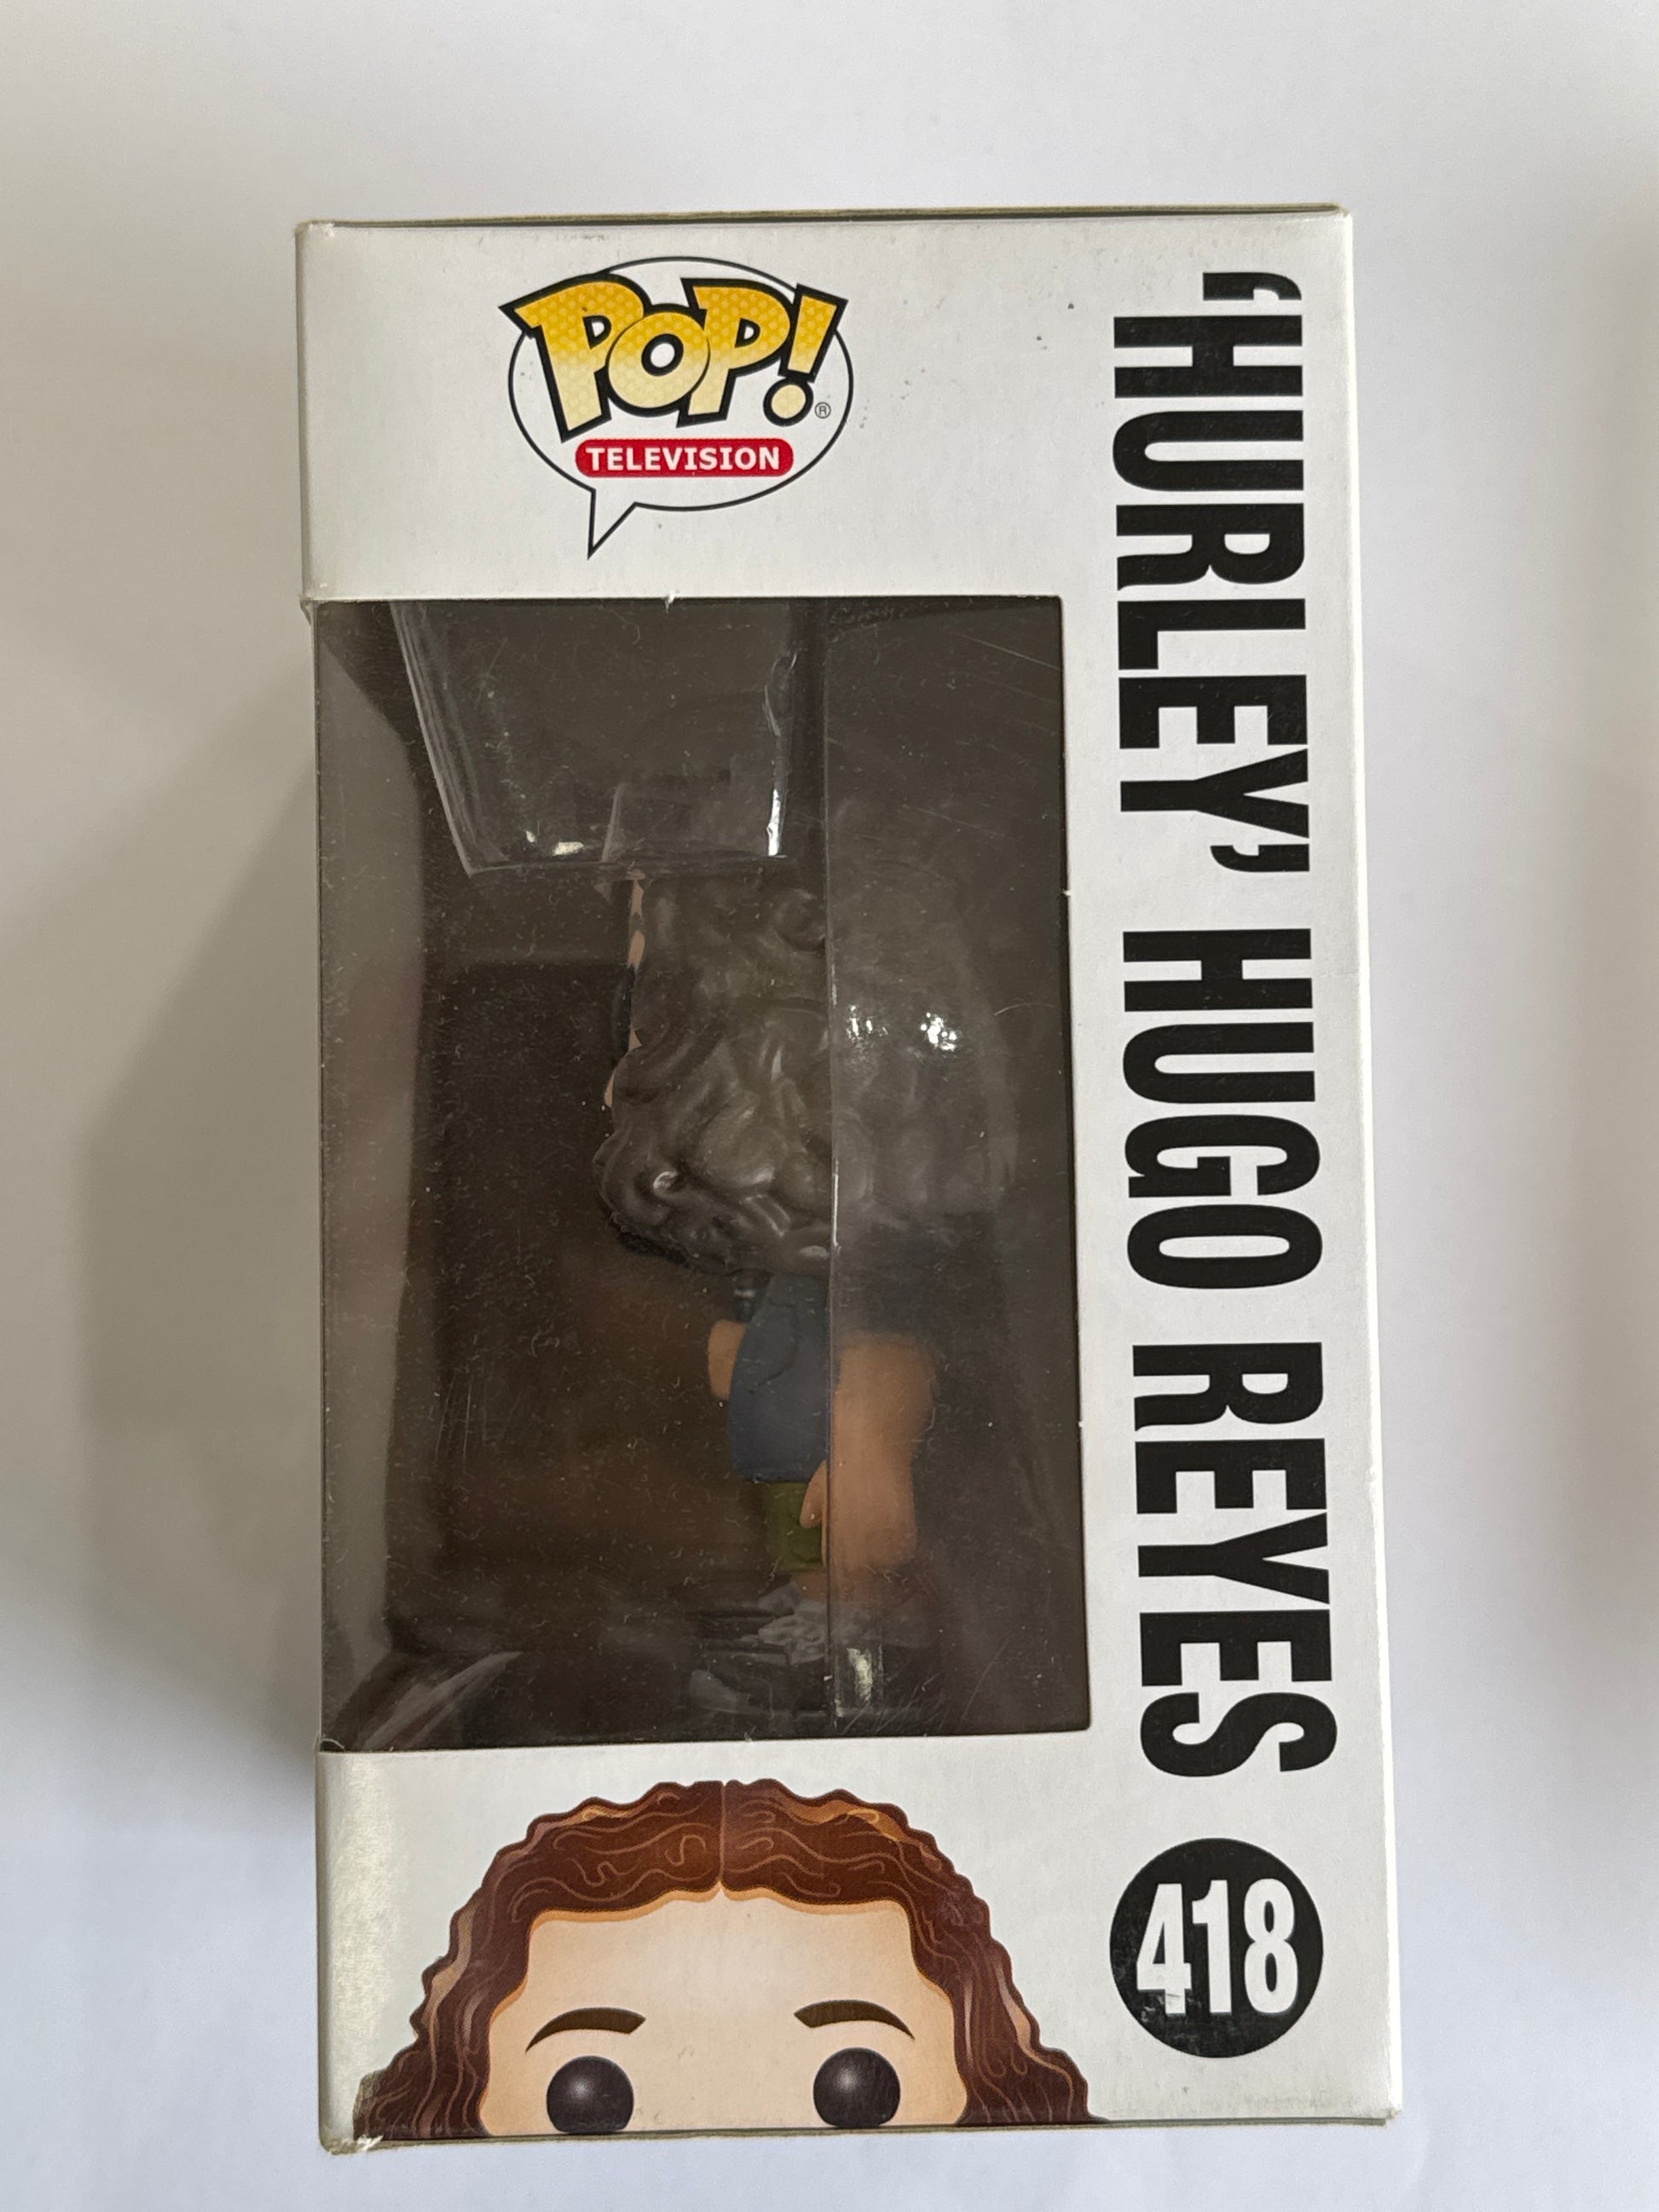 POP!®
TELEVISION
‘HURLEY’ HUGO REYES
418